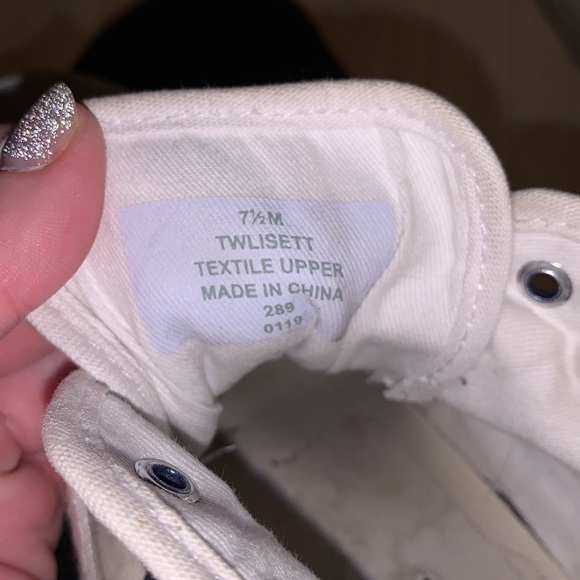 7½M
TWLISETT
TEXTILE UPPER
MADE IN CHINA
289
0119